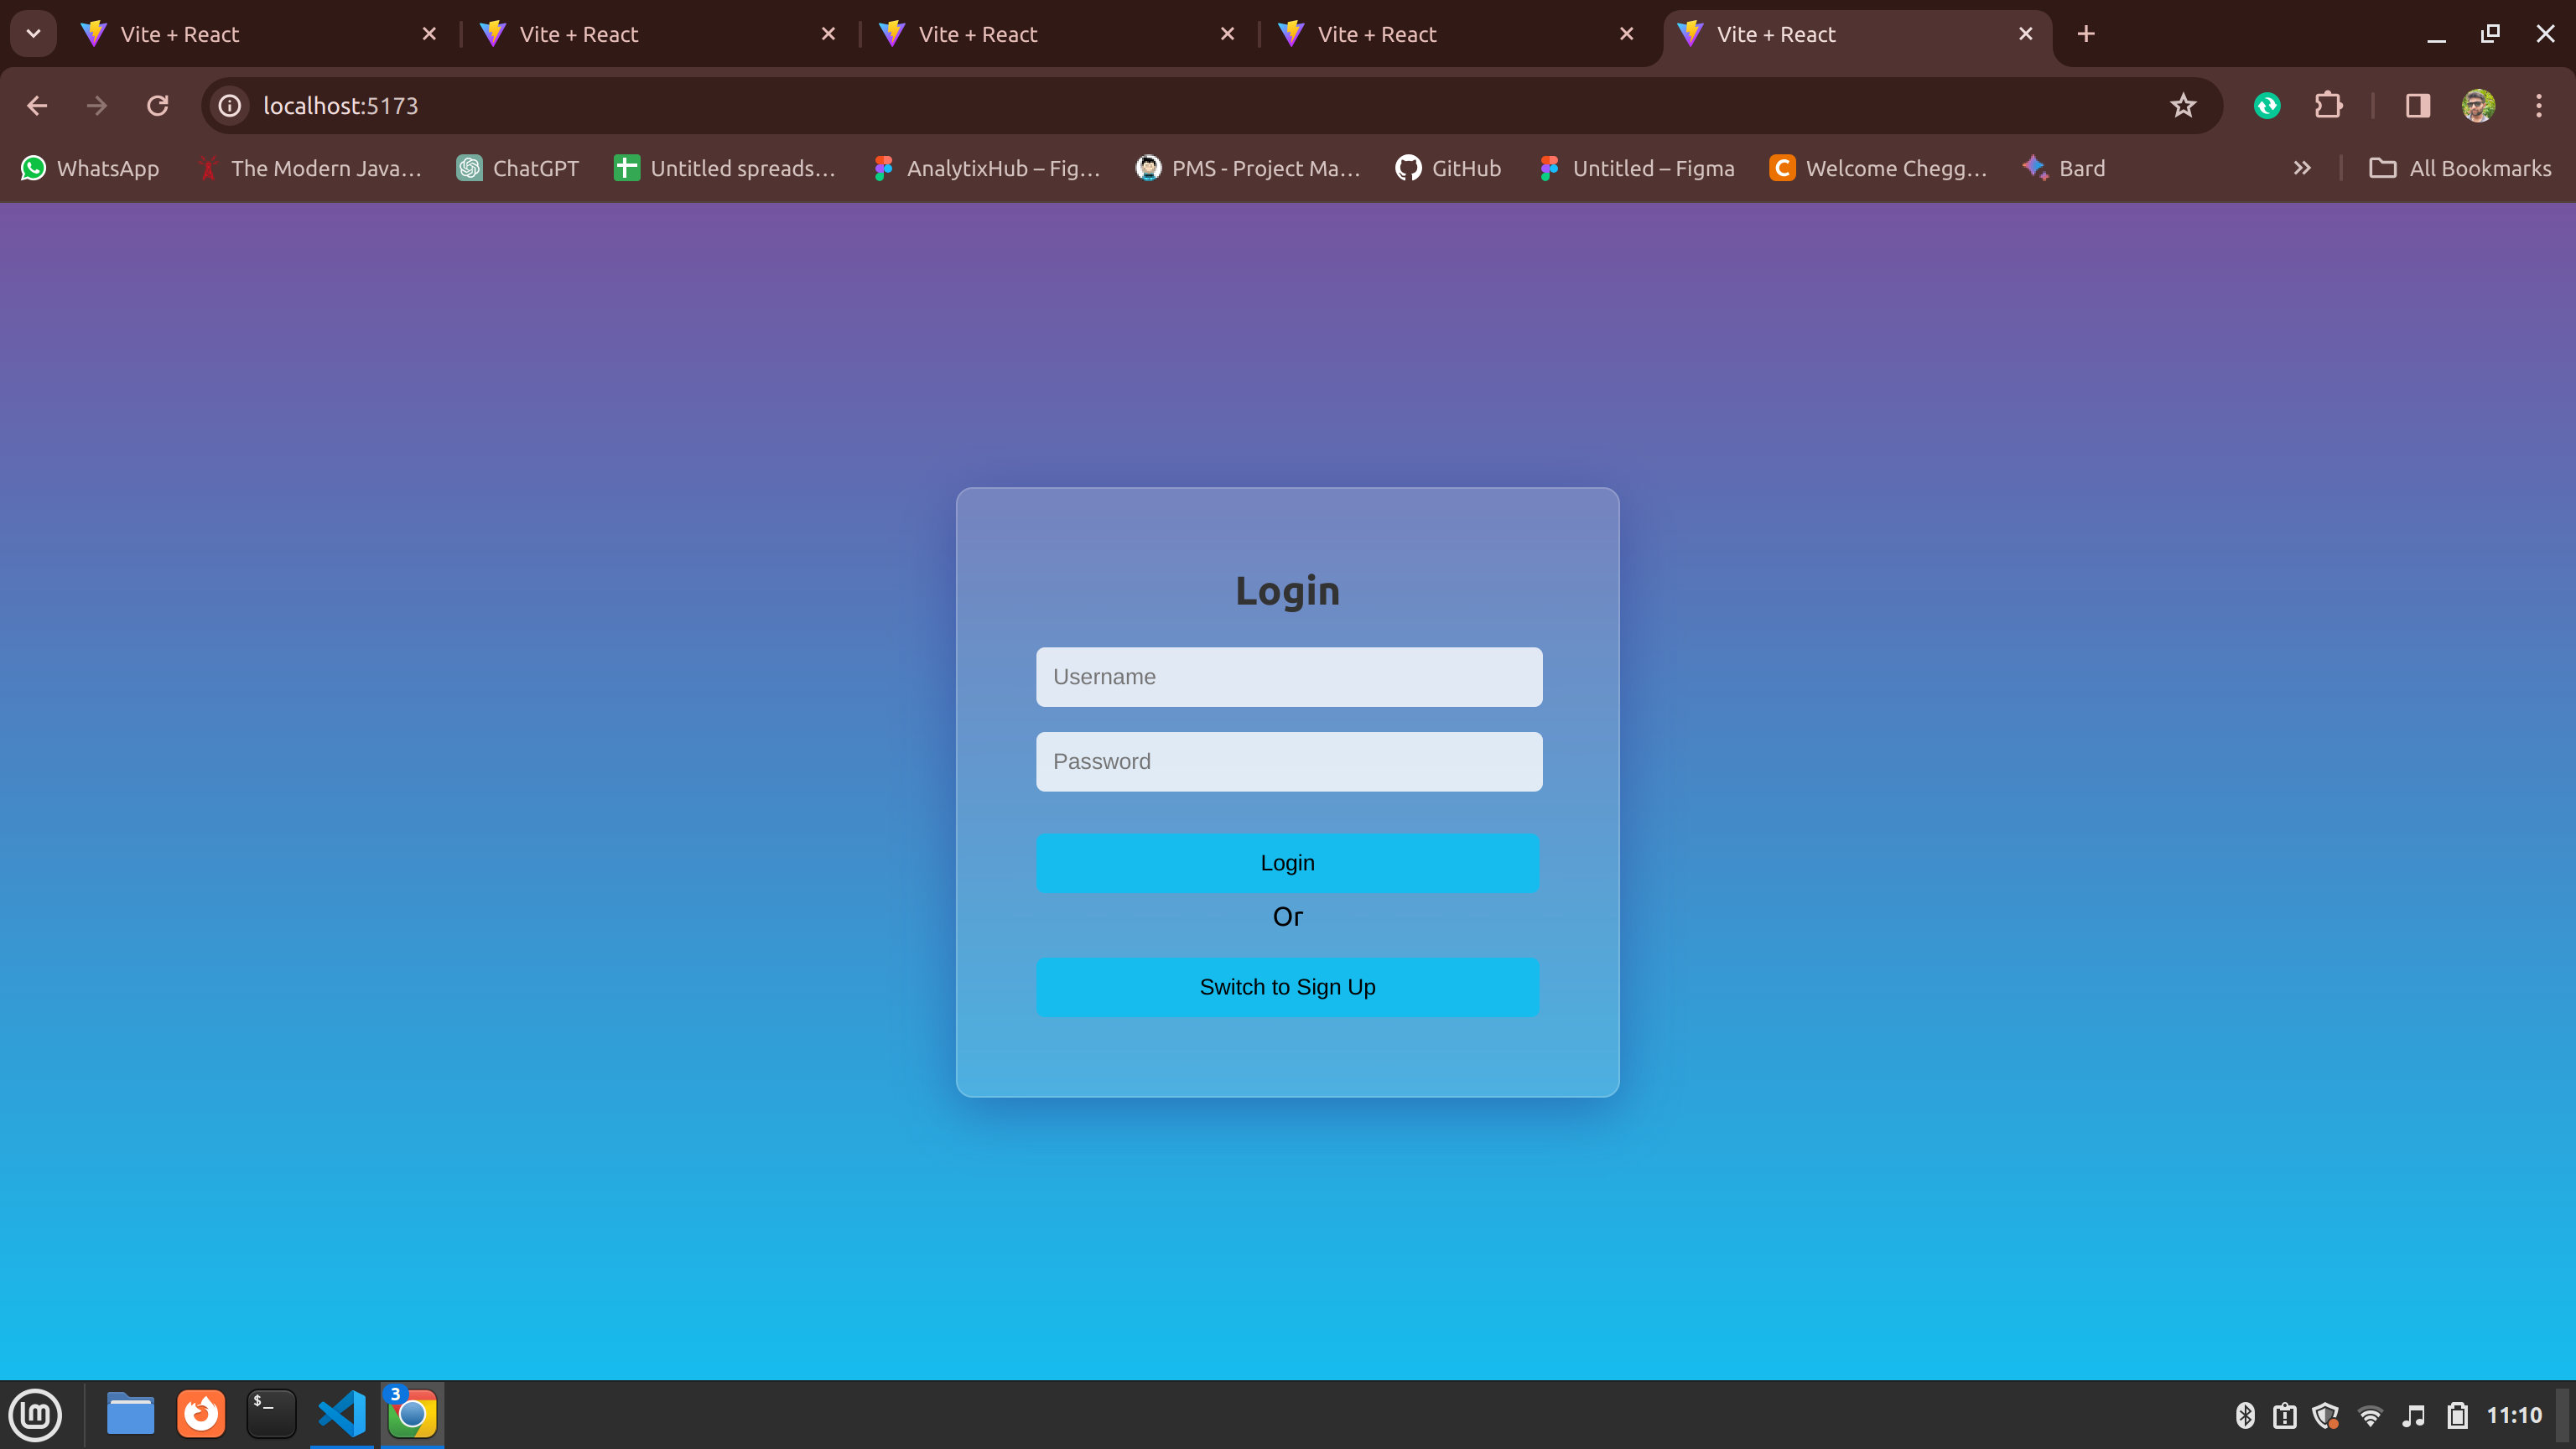 Vite + React Vite + React Vite + React Vite + React Vite + React
localhost:5173
WhatsApp The Modern Java... ChatGPT Untitled spreads... AnalytixHub – Fig... PMS - Project Ma... GitHub Untitled – Figma Welcome Chegg... Bard All Bookmarks
Login
Username
Password
Login
Or
Switch to Sign Up
$_ 3 11:10